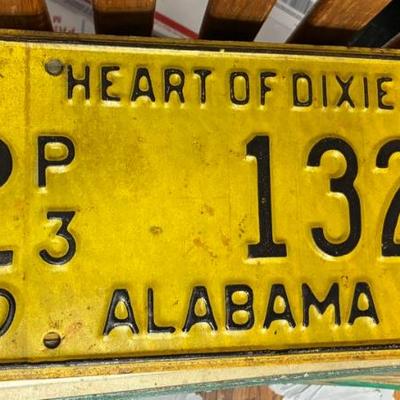 HEART OF DIXIE
P 3 132
ALABAMA